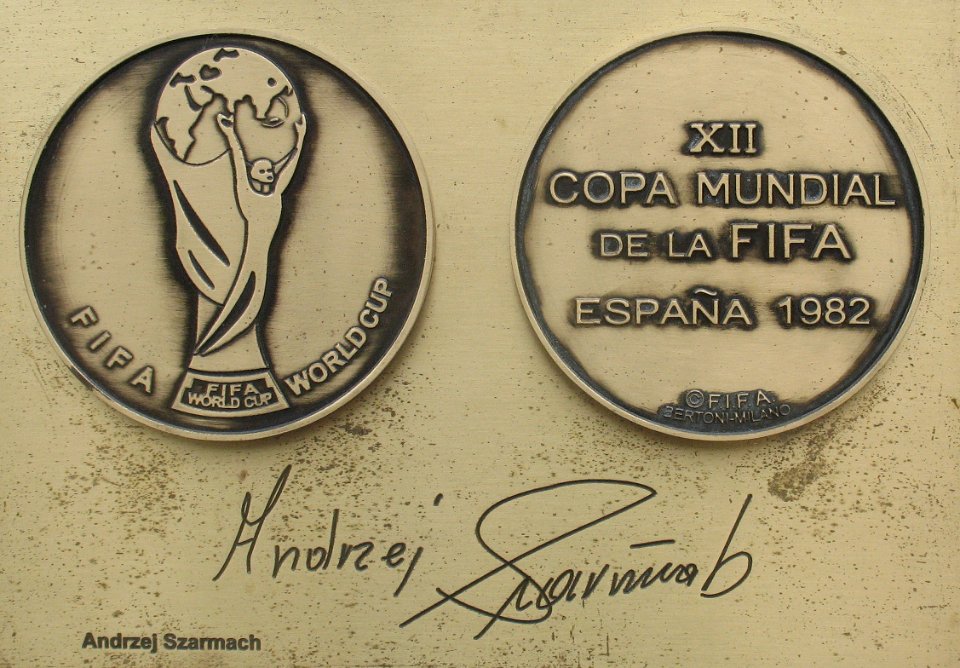 FIFA WORLD CUP
FIFA
WORLD CUP
XII
COPA MUNDIAL
DE LA FIFA
ESPAÑA 1982
© F.I.F.A.
BERTONI-MILANO
Andrzej Szarmach
Andrzej Szarmach